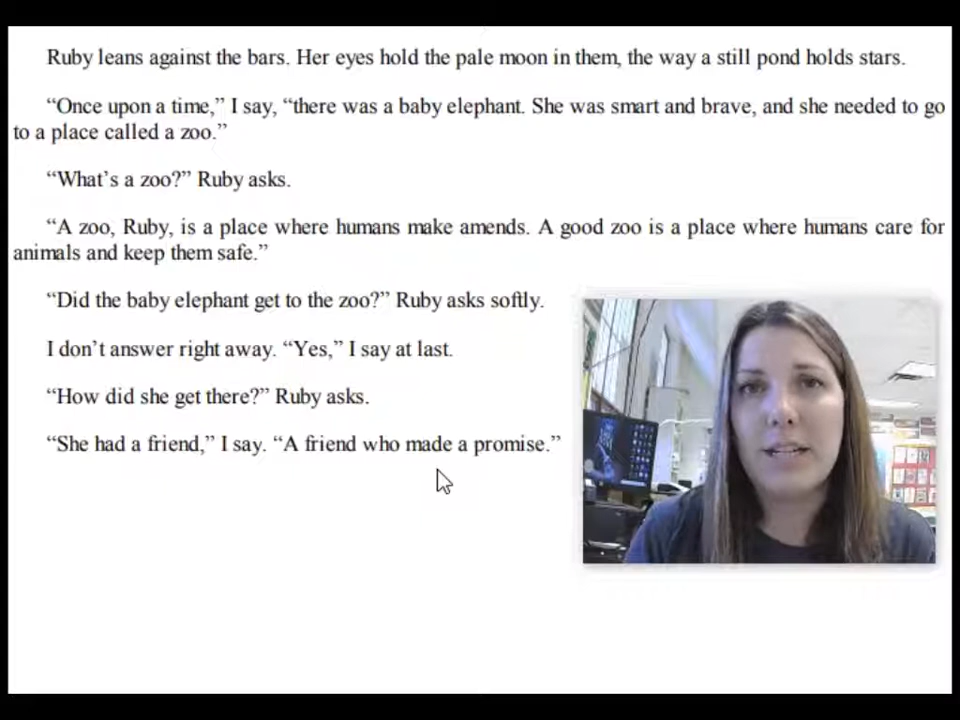 Ruby leans against the bars. Her eyes hold the pale moon in them, the way a still pond holds stars.
“Once upon a time,” I say, “there was a baby elephant. She was smart and brave, and she needed to go
to a place called a zoo.”
“What’s a zoo?” Ruby asks.
“A zoo, Ruby, is a place where humans make amends. A good zoo is a place where humans care for
animals and keep them safe.”
“Did the baby elephant get to the zoo?” Ruby asks softly.
I don’t answer right away. “Yes,” I say at last.
“How did she get there?” Ruby asks.
“She had a friend,” I say. “A friend who made a promise.”